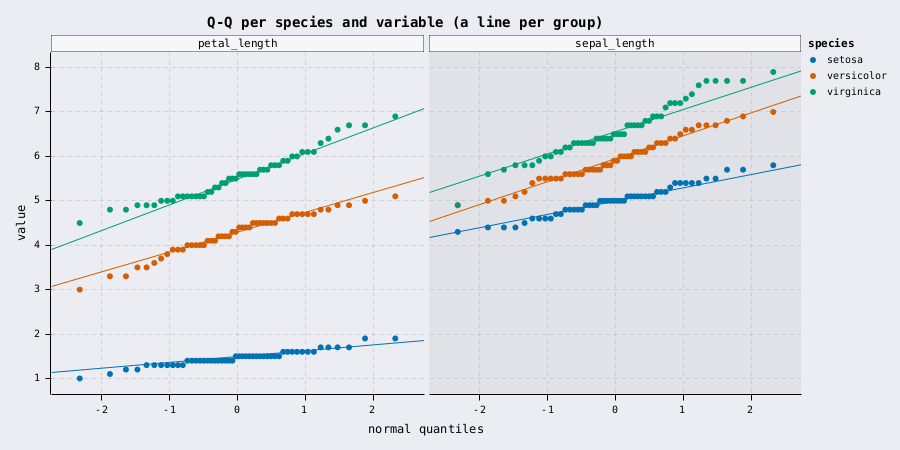 Q-Q per species and variable (a line per group)
petal_length
sepal_length
species
setosa
versicolor
virginica
value
8
7
6
5
4
3
2
1
-2 -1 0 1 2
-2 -1 0 1 2
normal quantiles